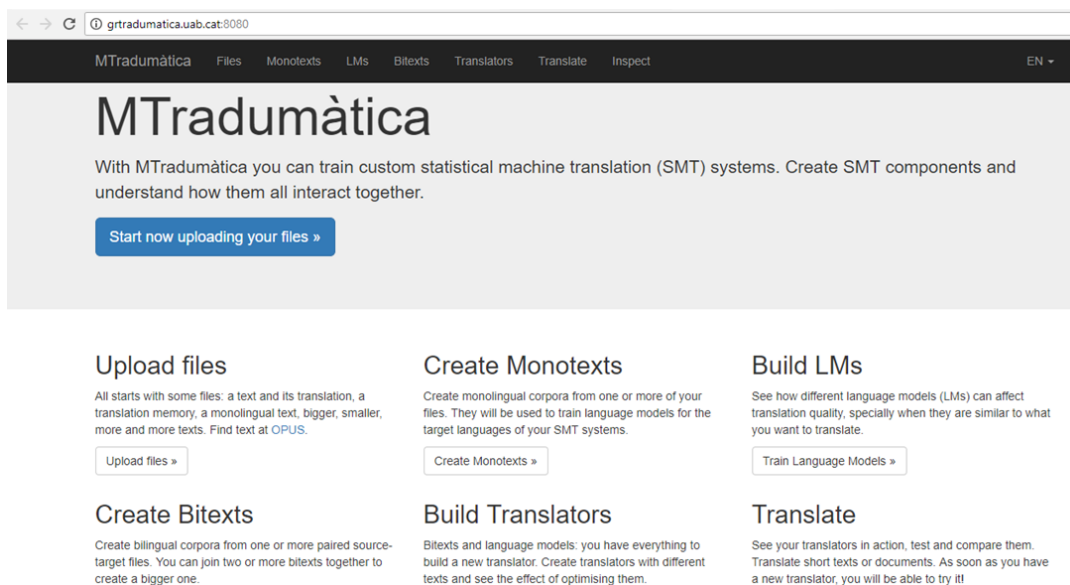 grtradumatica.uab.cat:8080
MTradumàtica Files Monotexts LMs Bitexts Translators Translate Inspect EN
MTradumàtica
With MTradumàtica you can train custom statistical machine translation (SMT) systems. Create SMT components and
understand how them all interact together.
Start now uploading your files »
Upload files
All starts with some files: a text and its translation, a
translation memory, a monolingual text, bigger, smaller,
more and more texts. Find text at OPUS.
Upload files »
Create Monotexts
Create monolingual corpora from one or more of your
files. They will be used to train language models for the
target languages of your SMT systems.
Create Monotexts »
Build LMs
See how different language models (LMs) can affect
translation quality, specially when they are similar to what
you want to translate.
Train Language Models »
Create Bitexts
Create bilingual corpora from one or more paired source-
target files. You can join two or more bitexts together to
create a bigger one.
Build Translators
Bitexts and language models: you have everything to
build a new translator. Create translators with different
texts and see the effect of optimising them.
Translate
See your translators in action, test and compare them.
Translate short texts or documents. As soon as you have
a new translator, you will be able to try it!